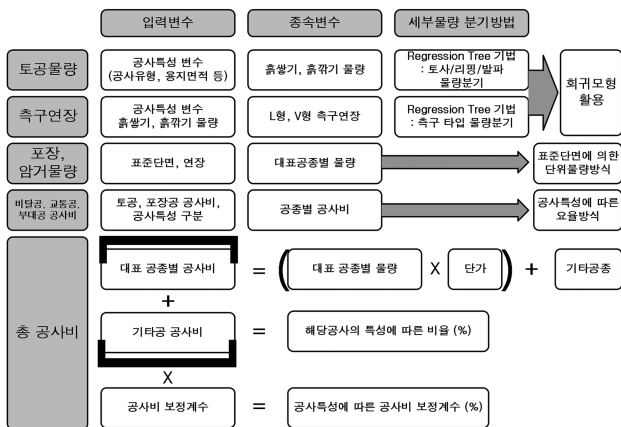 입력변수
종속변수
세부물량 분기방법
토공물량
공사특성 변수
(공사유형, 용지면적 등)
흙쌓기, 흙깎기 물량
Regression Tree 기법
: 토사/리핑/발파
물량분기
회귀모형
활용
측구연장
공사특성 변수
흙쌓기, 흙깎기 물량
L형, V형 측구연장
Regression Tree 기법
: 측구 타입 물량분기
포장,
암거물량
표준단면, 연장
대표공종별 물량
표준단면에 의한
단위물량방식
비탈공, 교통공,
부대공 공사비
토공, 포장공 공사비,
공사특성 구분
공종별 공사비
공사특성에 따른
요율방식
총 공사비
대표 공종별 공사비
=
(
대표 공종별 물량
X
단가
)
+
기타공종
+
기타공 공사비
=
해당공사의 특성에 따른 비율 (%)
X
공사비 보정계수
=
공사특성에 따른 공사비 보정계수 (%)